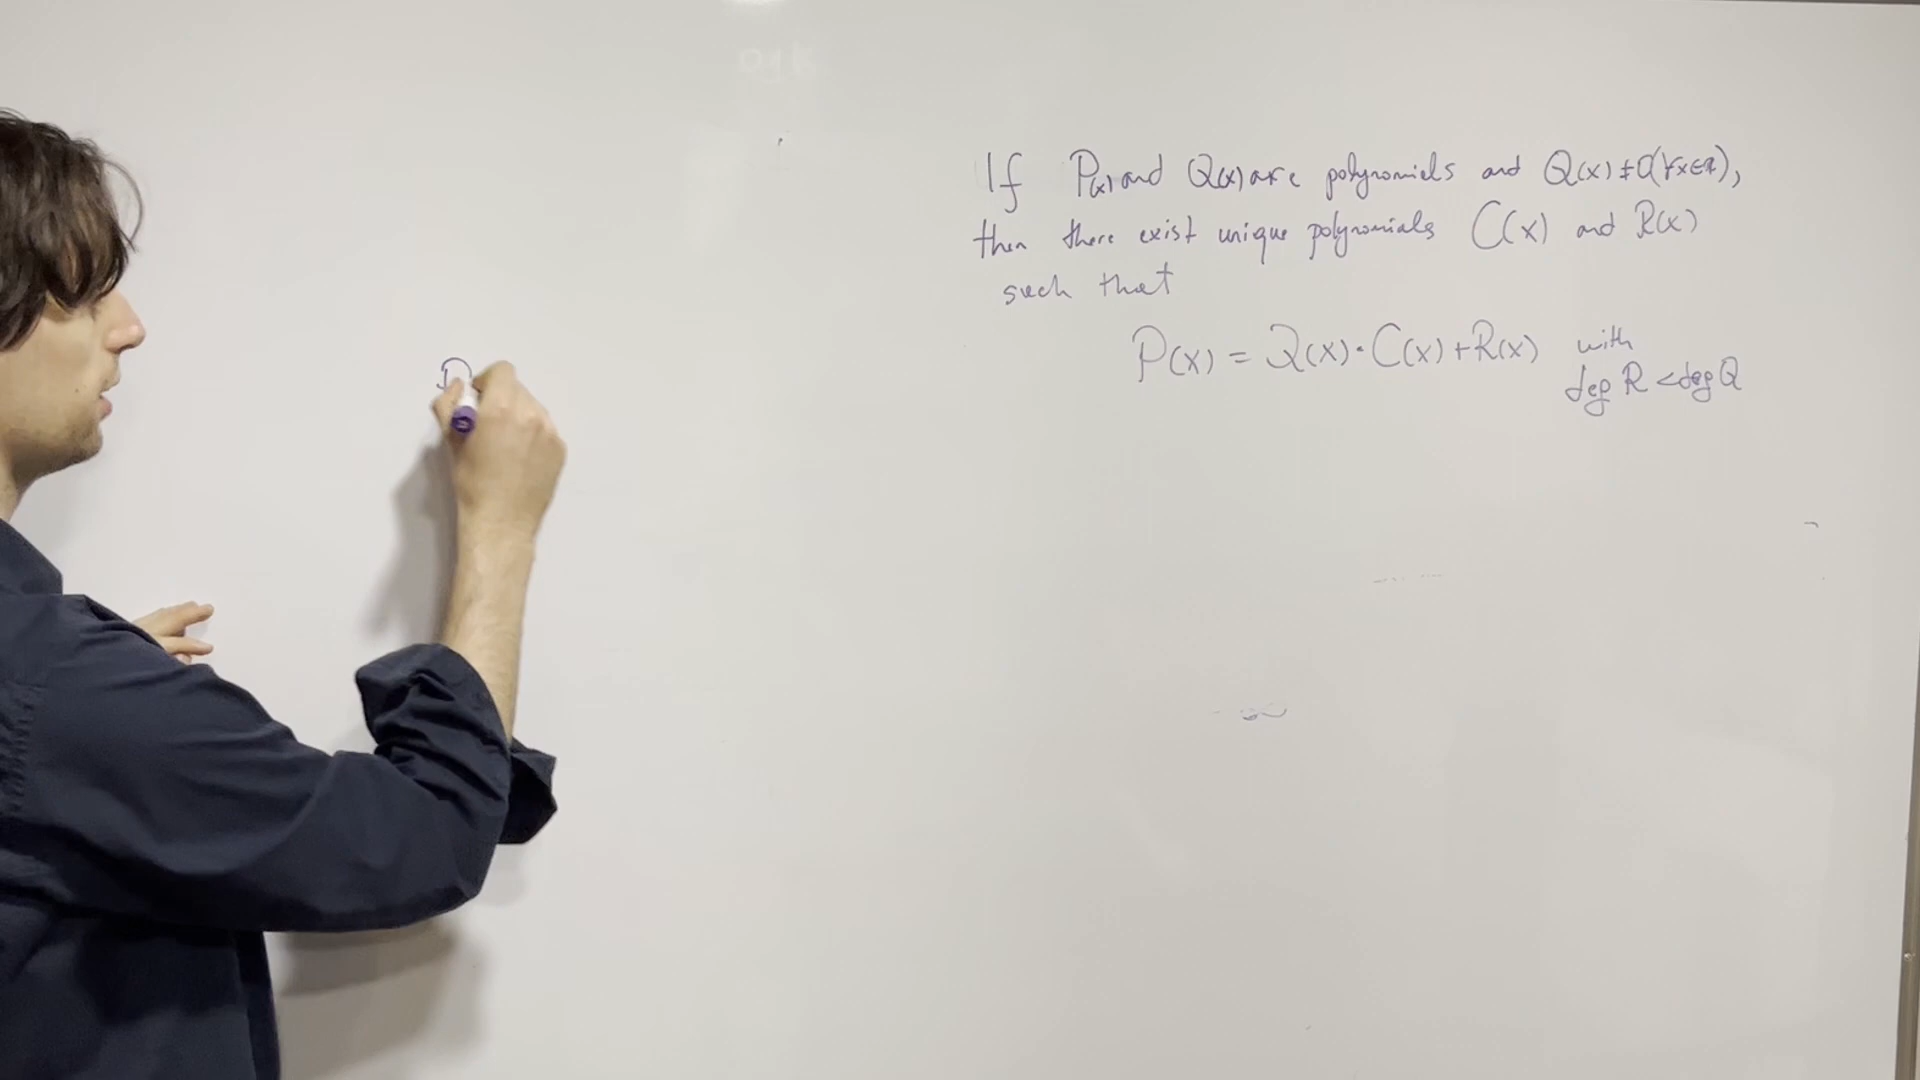 P
If P(x) and Q(x) are polynomials and Q(x)≠0(∀x∈ℝ),
then there exist unique polynomials C(x) and R(x)
such that
P(x) = Q(x)·C(x)+R(x) with
deg R < deg Q